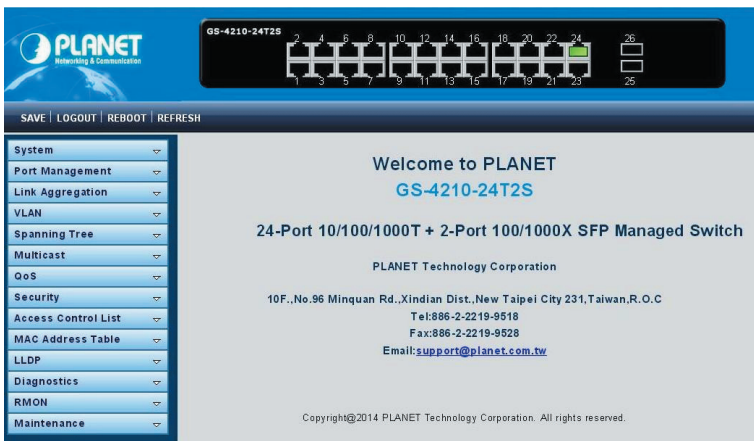 PLANET
Networking & Communication
GS-4210-24T2S
2 4 6 8 10 12 14 16 18 20 22 24 26
1 3 5 7 9 11 13 15 17 19 21 23 25
SAVE | LOGOUT | REBOOT | REFRESH
System
Port Management
Link Aggregation
VLAN
Spanning Tree
Multicast
QoS
Security
Access Control List
MAC Address Table
LLDP
Diagnostics
RMON
Maintenance
Welcome to PLANET
GS-4210-24T2S
24-Port 10/100/1000T + 2-Port 100/1000X SFP Managed Switch
PLANET Technology Corporation
10F.,No.96 Minquan Rd.,Xindian Dist.,New Taipei City 231,Taiwan,R.O.C
Tel:886-2-2219-9518
Fax:886-2-2219-9528
Email:support@planet.com.tw
Copyright@2014 PLANET Technology Corporation. All rights reserved.